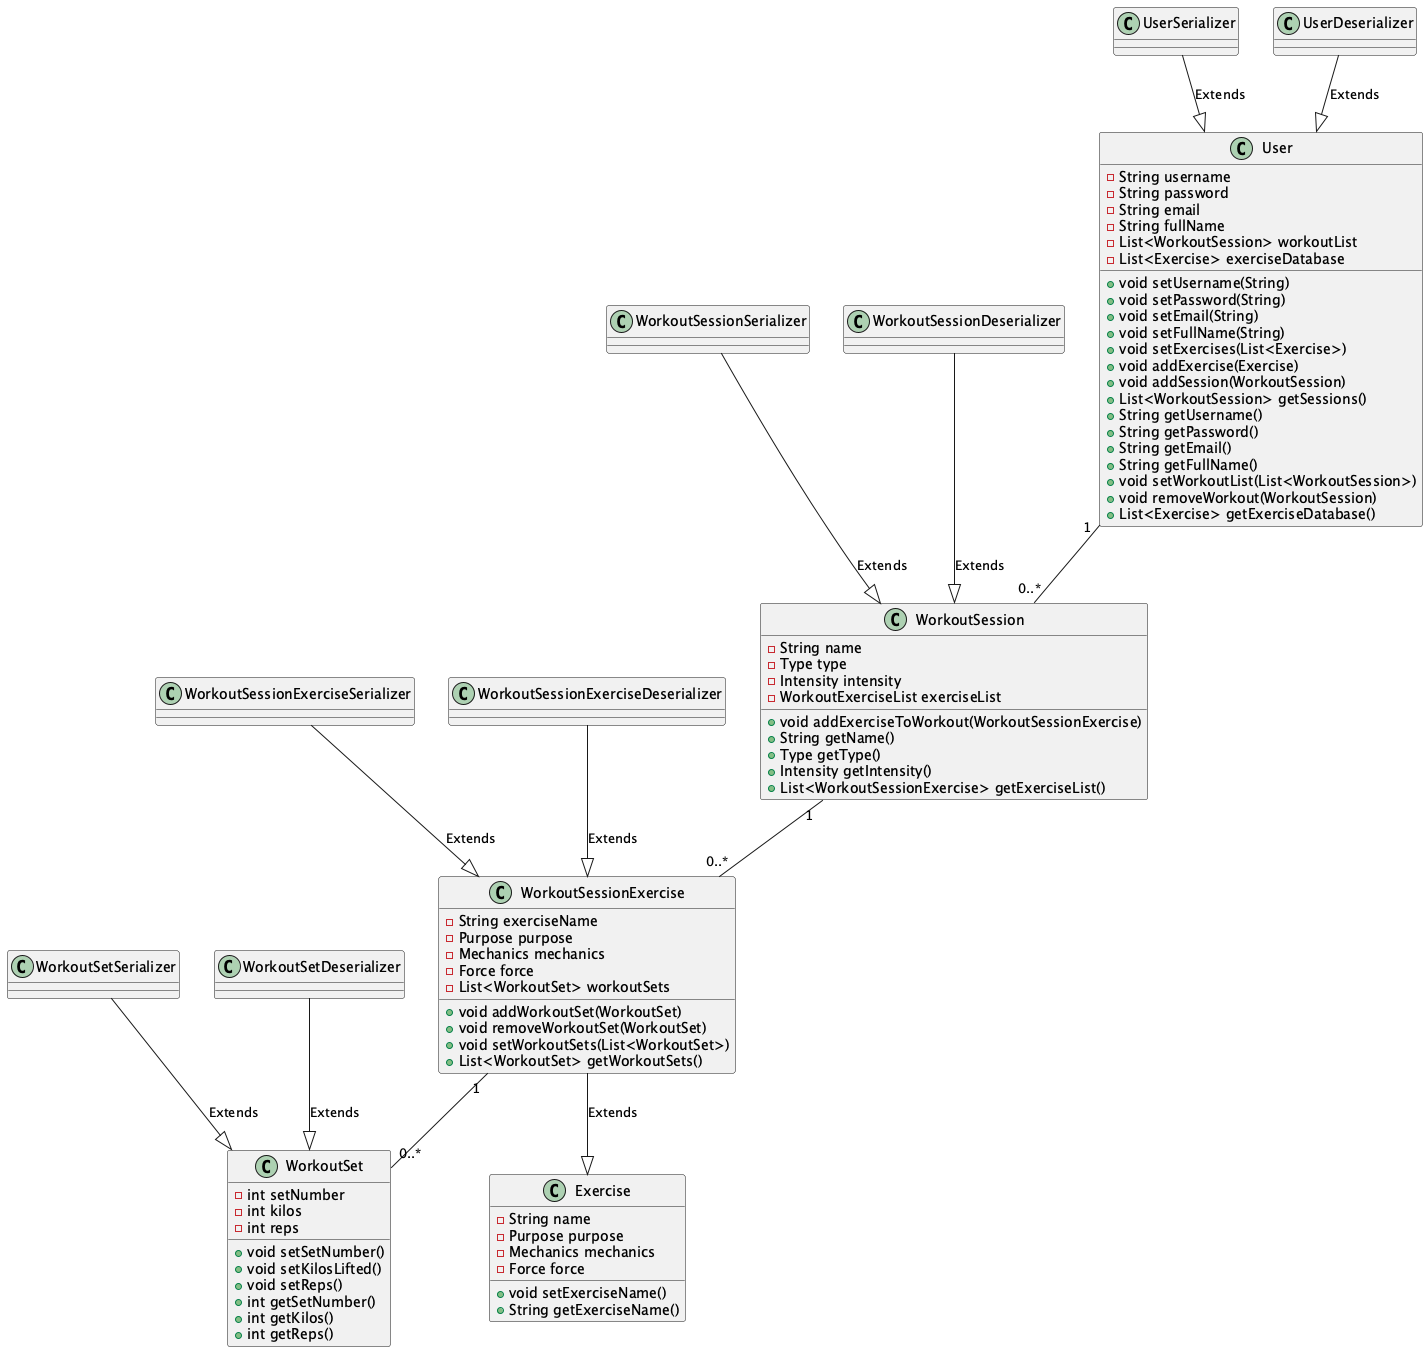 C UserSerializer
C UserDeserializer
Extends
Extends
C User
String username
String password
String email
String fullName
List<WorkoutSession> workoutList
List<Exercise> exerciseDatabase
void setUsername(String)
void setPassword(String)
void setEmail(String)
void setFullName(String)
void setExercises(List<Exercise>)
void addExercise(Exercise)
void addSession(WorkoutSession)
List<WorkoutSession> getSessions()
String getUsername()
String getPassword()
String getEmail()
String getFullName()
void setWorkoutList(List<WorkoutSession>)
void removeWorkout(WorkoutSession)
List<Exercise> getExerciseDatabase()
C WorkoutSessionSerializer
C WorkoutSessionDeserializer
1
Extends
Extends
0..*
C WorkoutSession
String name
Type type
Intensity intensity
WorkoutExerciseList exerciseList
void addExerciseToWorkout(WorkoutSessionExercise)
String getName()
Type getType()
Intensity getIntensity()
List<WorkoutSessionExercise> getExerciseList()
C WorkoutSessionExerciseSerializer
C WorkoutSessionExerciseDeserializer
1
Extends
Extends
0..*
C WorkoutSessionExercise
String exerciseName
Purpose purpose
Mechanics mechanics
Force force
List<WorkoutSet> workoutSets
void addWorkoutSet(WorkoutSet)
void removeWorkoutSet(WorkoutSet)
void setWorkoutSets(List<WorkoutSet>)
List<WorkoutSet> getWorkoutSets()
C WorkoutSetSerializer
C WorkoutSetDeserializer
1
Extends
Extends
Extends
0..*
C WorkoutSet
int setNumber
int kilos
int reps
void setSetNumber()
void setKilosLifted()
void setReps()
int getSetNumber()
int getKilos()
int getReps()
C Exercise
String name
Purpose purpose
Mechanics mechanics
Force force
void setExerciseName()
String getExerciseName()